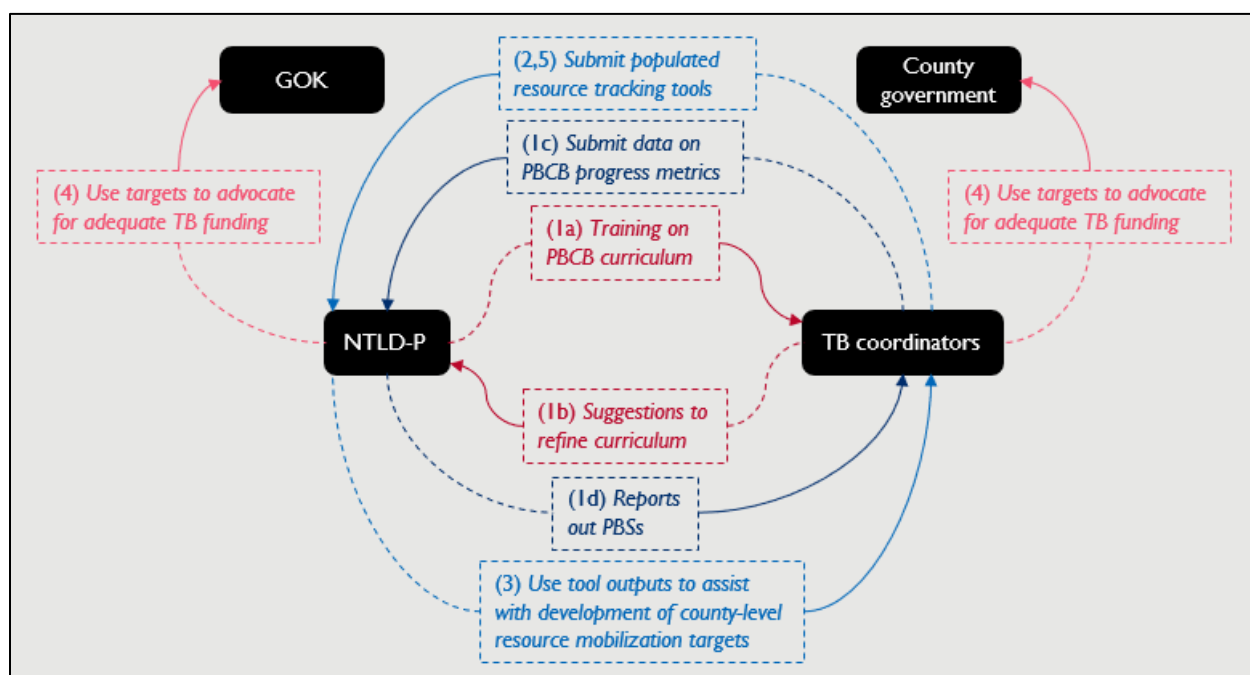 GOK
(2,5) Submit populated
resource tracking tools
County
government
(1c) Submit data on
PBCB progress metrics
(4) Use targets to advocate
for adequate TB funding
(4) Use targets to advocate
for adequate TB funding
(1a) Training on
PBCB curriculum
NTLD-P
TB coordinators
(1b) Suggestions to
refine curriculum
(1d) Reports
out PBSs
(3) Use tool outputs to assist
with development of county-level
resource mobilization targets